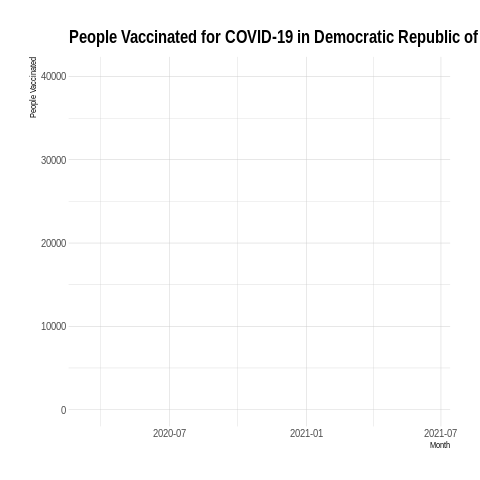 People Vaccinated for COVID-19 in Democratic Republic of
People Vaccinated
40000
30000
20000
10000
0
2020-07
2021-01
2021-07
Month